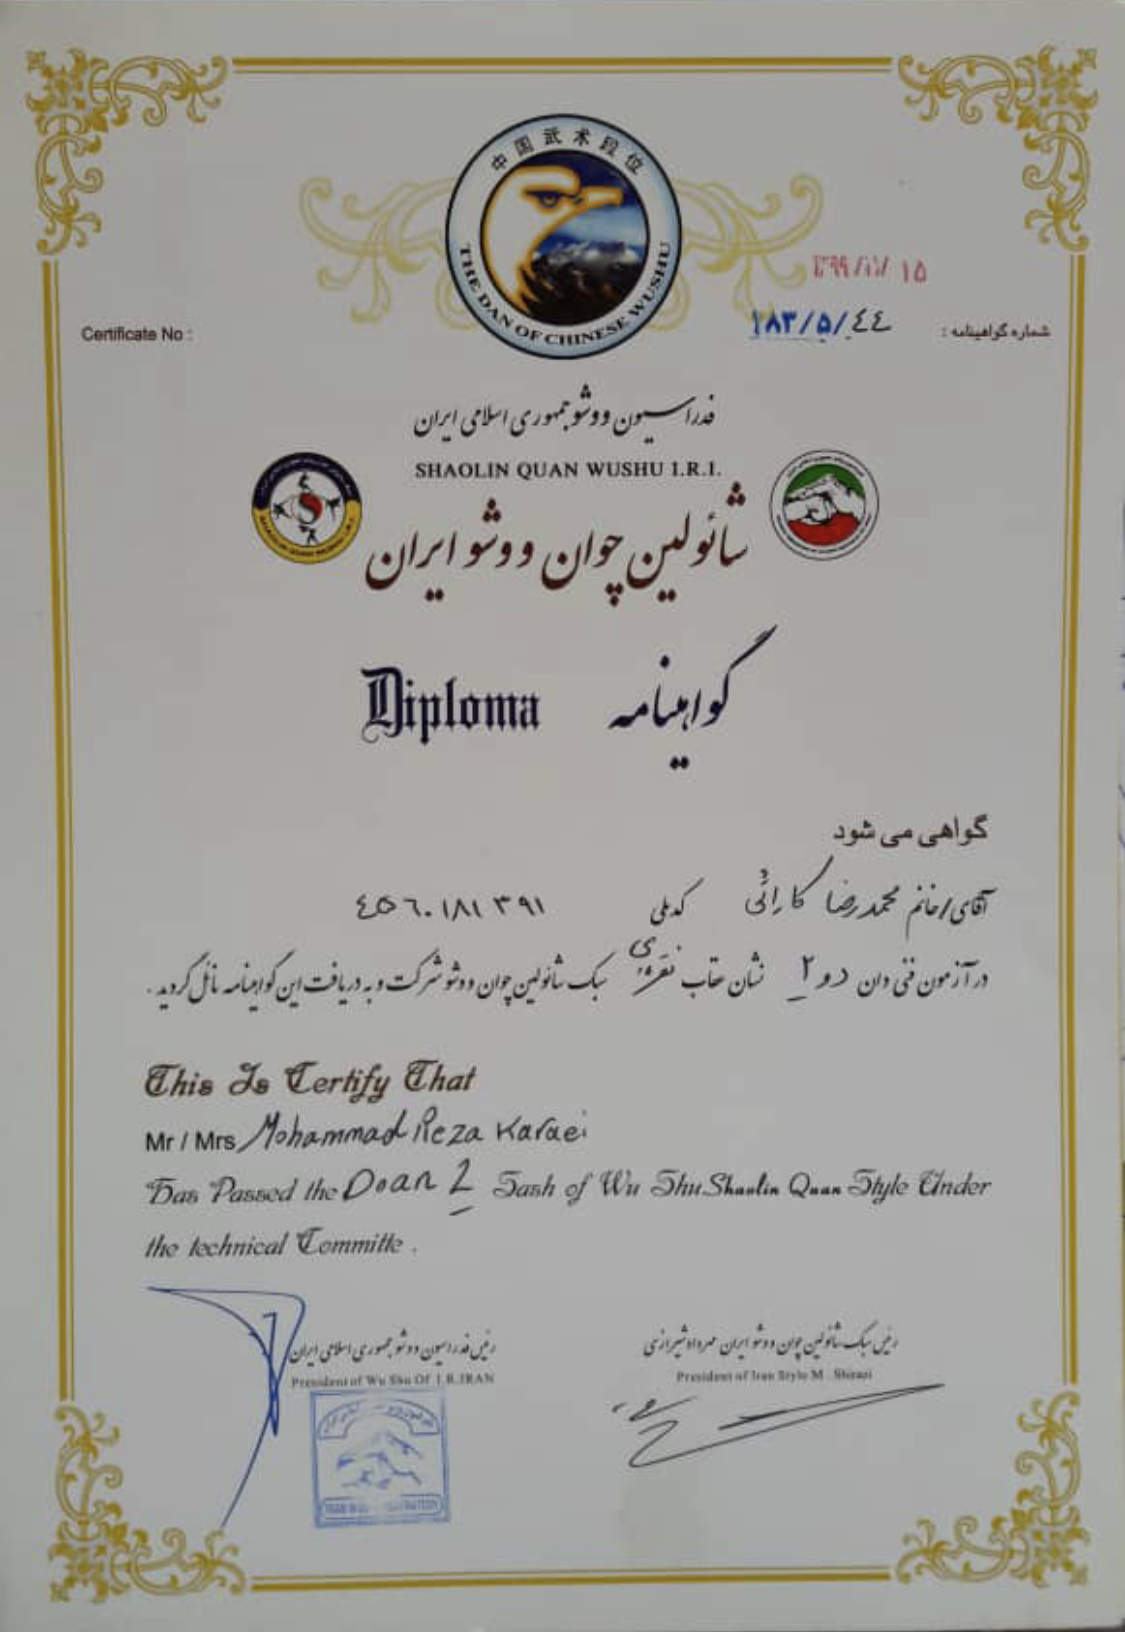 中国武术段位
THE DAN OF CHINESE WUSHU
۱۳۹۹/۱۱/ ۱۵
Certificate No :
شماره گواهینامه :
۱۸۳/۵/٤٤
فدراسیون ووشو جمهوری اسلامی ایران
SHAOLIN QUAN WUSHU I.R.I.
شائولین چوان ووشو ایران
Diploma
گواهینامه
گواهی می شود
آقای/خانم محمدرضا کارائی کدملی ٤٥٦٠١٨١٣٩١
در آزمون فنی دان دو ۲ نشان عقاب نقره‌ای سبک شائولین چوان ووشو شرکت و به دریافت این گواهینامه نائل گردید .
This Is Certify That
Mr / Mrs Mohammad Reza Karaei
Has Passed the Doan 2 Sash of Wu Shu Shaolin Quan Style Under
the technical Committe .
رئیس فدراسیون ووشو جمهوری اسلامی ایران
President of Wu Shu Of I.R.IRAN
رئیس سبک شائولین چوان ووشو ایران مهرداد شیرازی
President of Iran Style M . Shirazi